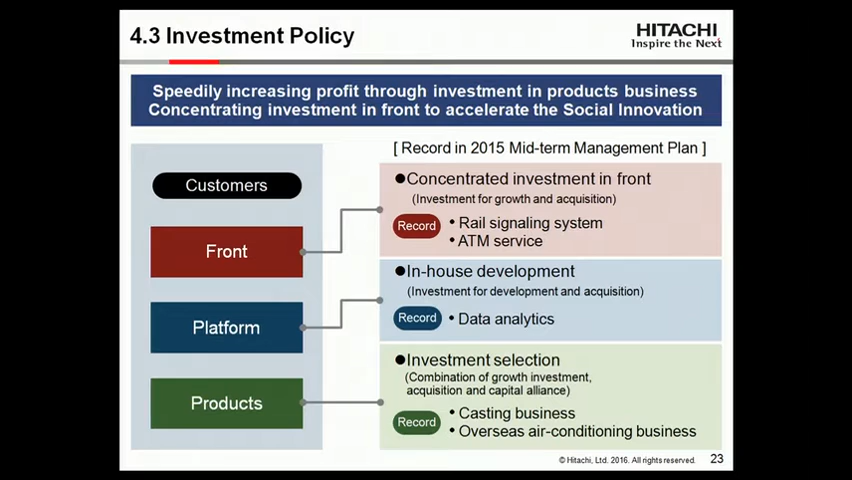 4.3 Investment Policy
HITACHI
Inspire the Next
Speedily increasing profit through investment in products business
Concentrating investment in front to accelerate the Social Innovation
[ Record in 2015 Mid-term Management Plan ]
Customers
Front
Platform
Products
●Concentrated investment in front
(Investment for growth and acquisition)
Record
• Rail signaling system
• ATM service
●In-house development
(Investment for development and acquisition)
Record
• Data analytics
●Investment selection
(Combination of growth investment,
acquisition and capital alliance)
Record
• Casting business
• Overseas air-conditioning business
© Hitachi, Ltd. 2016. All rights reserved.
23